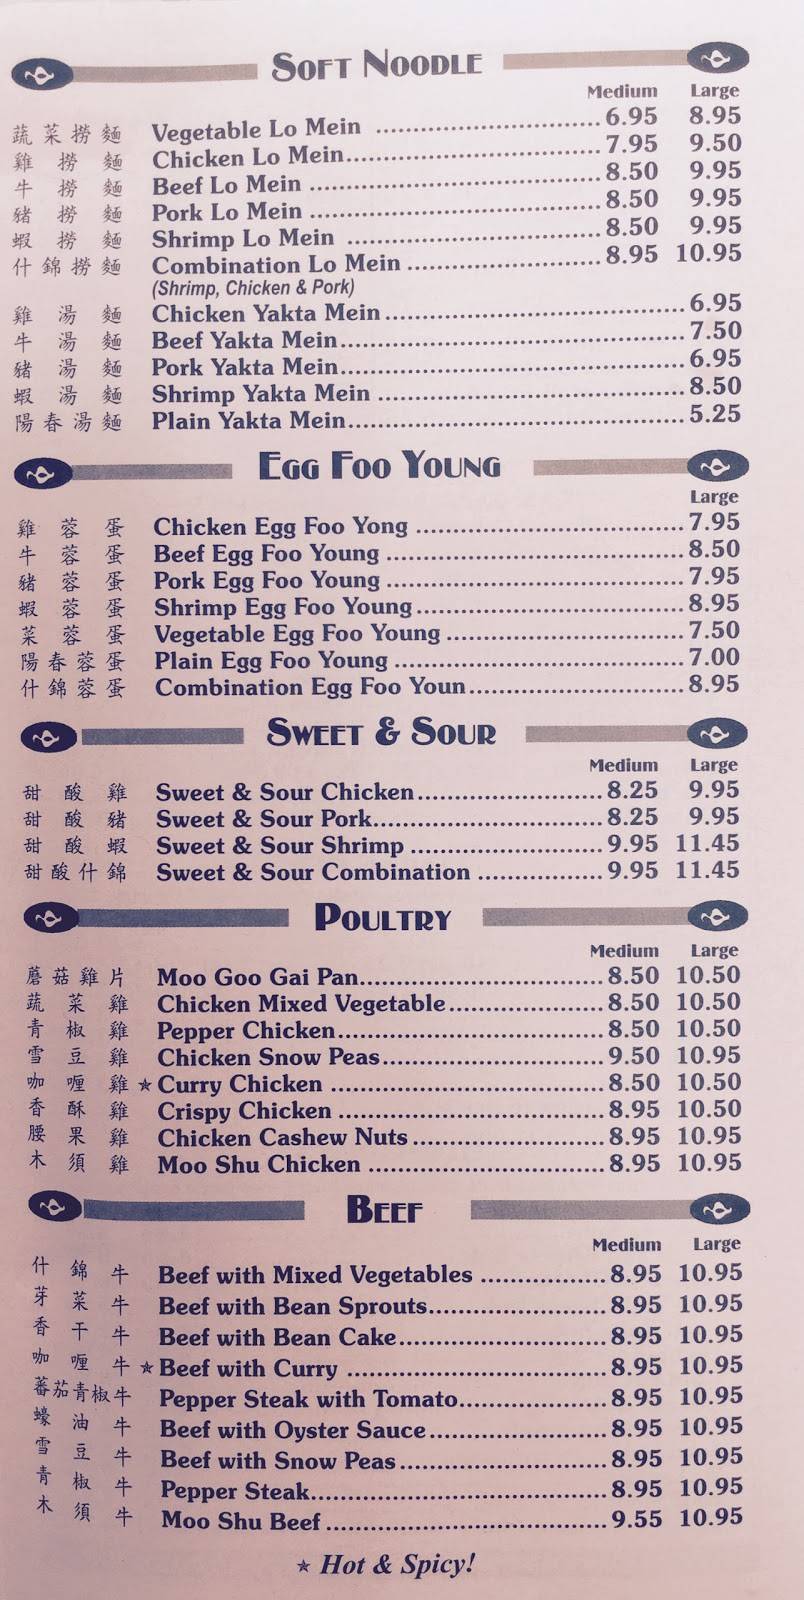 SOFT NOODLE
Medium Large
蔬菜撈麵 Vegetable Lo Mein ................ 6.95 8.95
雞撈麵 Chicken Lo Mein ................ 7.95 9.50
牛撈麵 Beef Lo Mein ................ 8.50 9.95
豬撈麵 Pork Lo Mein ................ 8.50 9.95
蝦撈麵 Shrimp Lo Mein ................ 8.50 9.95
什錦撈麵 Combination Lo Mein ................ 8.95 10.95
(Shrimp, Chicken & Pork)
雞湯麵 Chicken Yakta Mein ................ 6.95
牛湯麵 Beef Yakta Mein ................ 7.50
豬湯麵 Pork Yakta Mein ................ 6.95
蝦湯麵 Shrimp Yakta Mein ................ 8.50
陽春湯麵 Plain Yakta Mein ................ 5.25
EGG FOO YOUNG
Large
雞蓉蛋 Chicken Egg Foo Yong ................ 7.95
牛蓉蛋 Beef Egg Foo Young ................ 8.50
豬蓉蛋 Pork Egg Foo Young ................ 7.95
蝦蓉蛋 Shrimp Egg Foo Young ................ 8.95
菜蓉蛋 Vegetable Egg Foo Young ................ 7.50
陽春蓉蛋 Plain Egg Foo Young ................ 7.00
什錦蓉蛋 Combination Egg Foo Youn ................ 8.95
SWEET & SOUR
Medium Large
甜酸雞 Sweet & Sour Chicken ................ 8.25 9.95
甜酸豬 Sweet & Sour Pork ................ 8.25 9.95
甜酸蝦 Sweet & Sour Shrimp ................ 9.95 11.45
甜酸什錦 Sweet & Sour Combination ................ 9.95 11.45
POULTRY
Medium Large
蘑菇雞片 Moo Goo Gai Pan ................ 8.50 10.50
蔬菜雞 Chicken Mixed Vegetable ................ 8.50 10.50
青椒雞 Pepper Chicken ................ 8.50 10.50
雪豆雞 Chicken Snow Peas ................ 9.50 10.95
咖喱雞 ★ Curry Chicken ................ 8.50 10.50
香酥雞 Crispy Chicken ................ 8.95 10.50
腰果雞 Chicken Cashew Nuts ................ 8.95 10.95
木須雞 Moo Shu Chicken ................ 8.95 10.95
BEEF
Medium Large
什錦牛 Beef with Mixed Vegetables ................ 8.95 10.95
芽菜牛 Beef with Bean Sprouts ................ 8.95 10.95
香干牛 Beef with Bean Cake ................ 8.95 10.95
咖喱牛 ★ Beef with Curry ................ 8.95 10.95
蕃茄青椒牛 Pepper Steak with Tomato ................ 8.95 10.95
蠔油牛 Beef with Oyster Sauce ................ 8.95 10.95
雪豆牛 Beef with Snow Peas ................ 8.95 10.95
青椒牛 Pepper Steak ................ 8.95 10.95
木須牛 Moo Shu Beef ................ 9.55 10.95
★ Hot & Spicy!